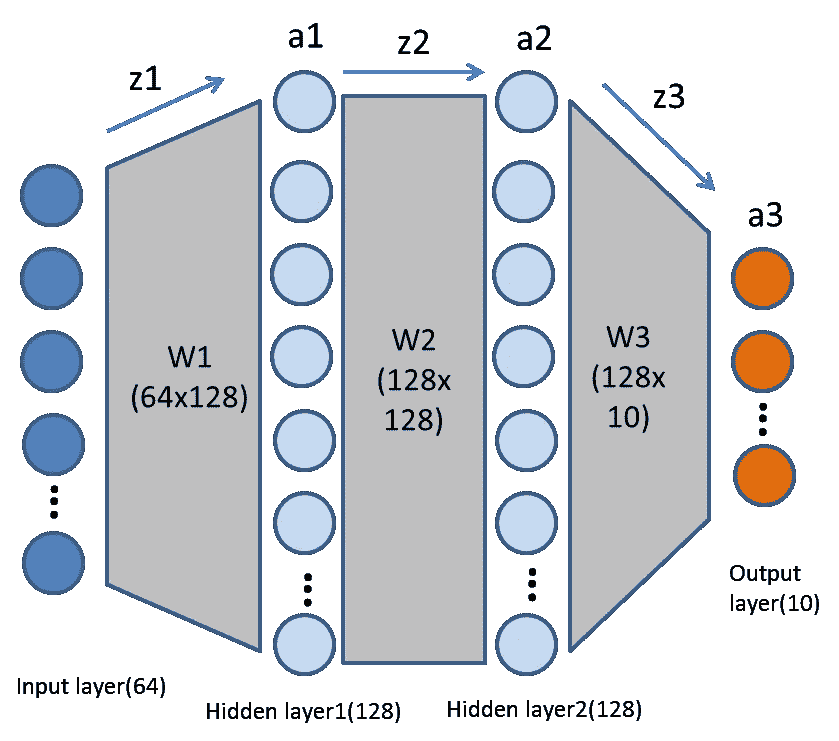 a1
z2
a2
z1
z3
a3
W1
(64x128)
W2
(128x
128)
W3
(128x
10)
Output
layer(10)
Input layer(64)
Hidden layer1(128)
Hidden layer2(128)